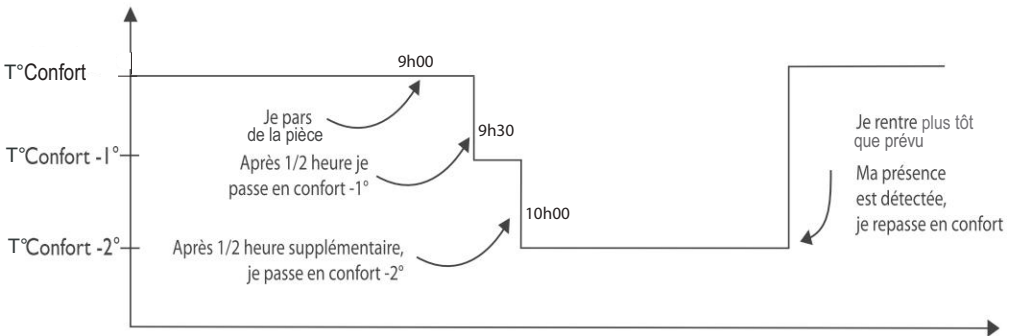 9h00
T°Confort
Je pars
de la pièce
9h30
T°Confort -1°
Après 1/2 heure je
passe en confort -1°
10h00
T°Confort -2°
Après 1/2 heure supplémentaire,
je passe en confort -2°
Je rentre plus tôt
que prévu
Ma présence
est détectée,
je repasse en confort